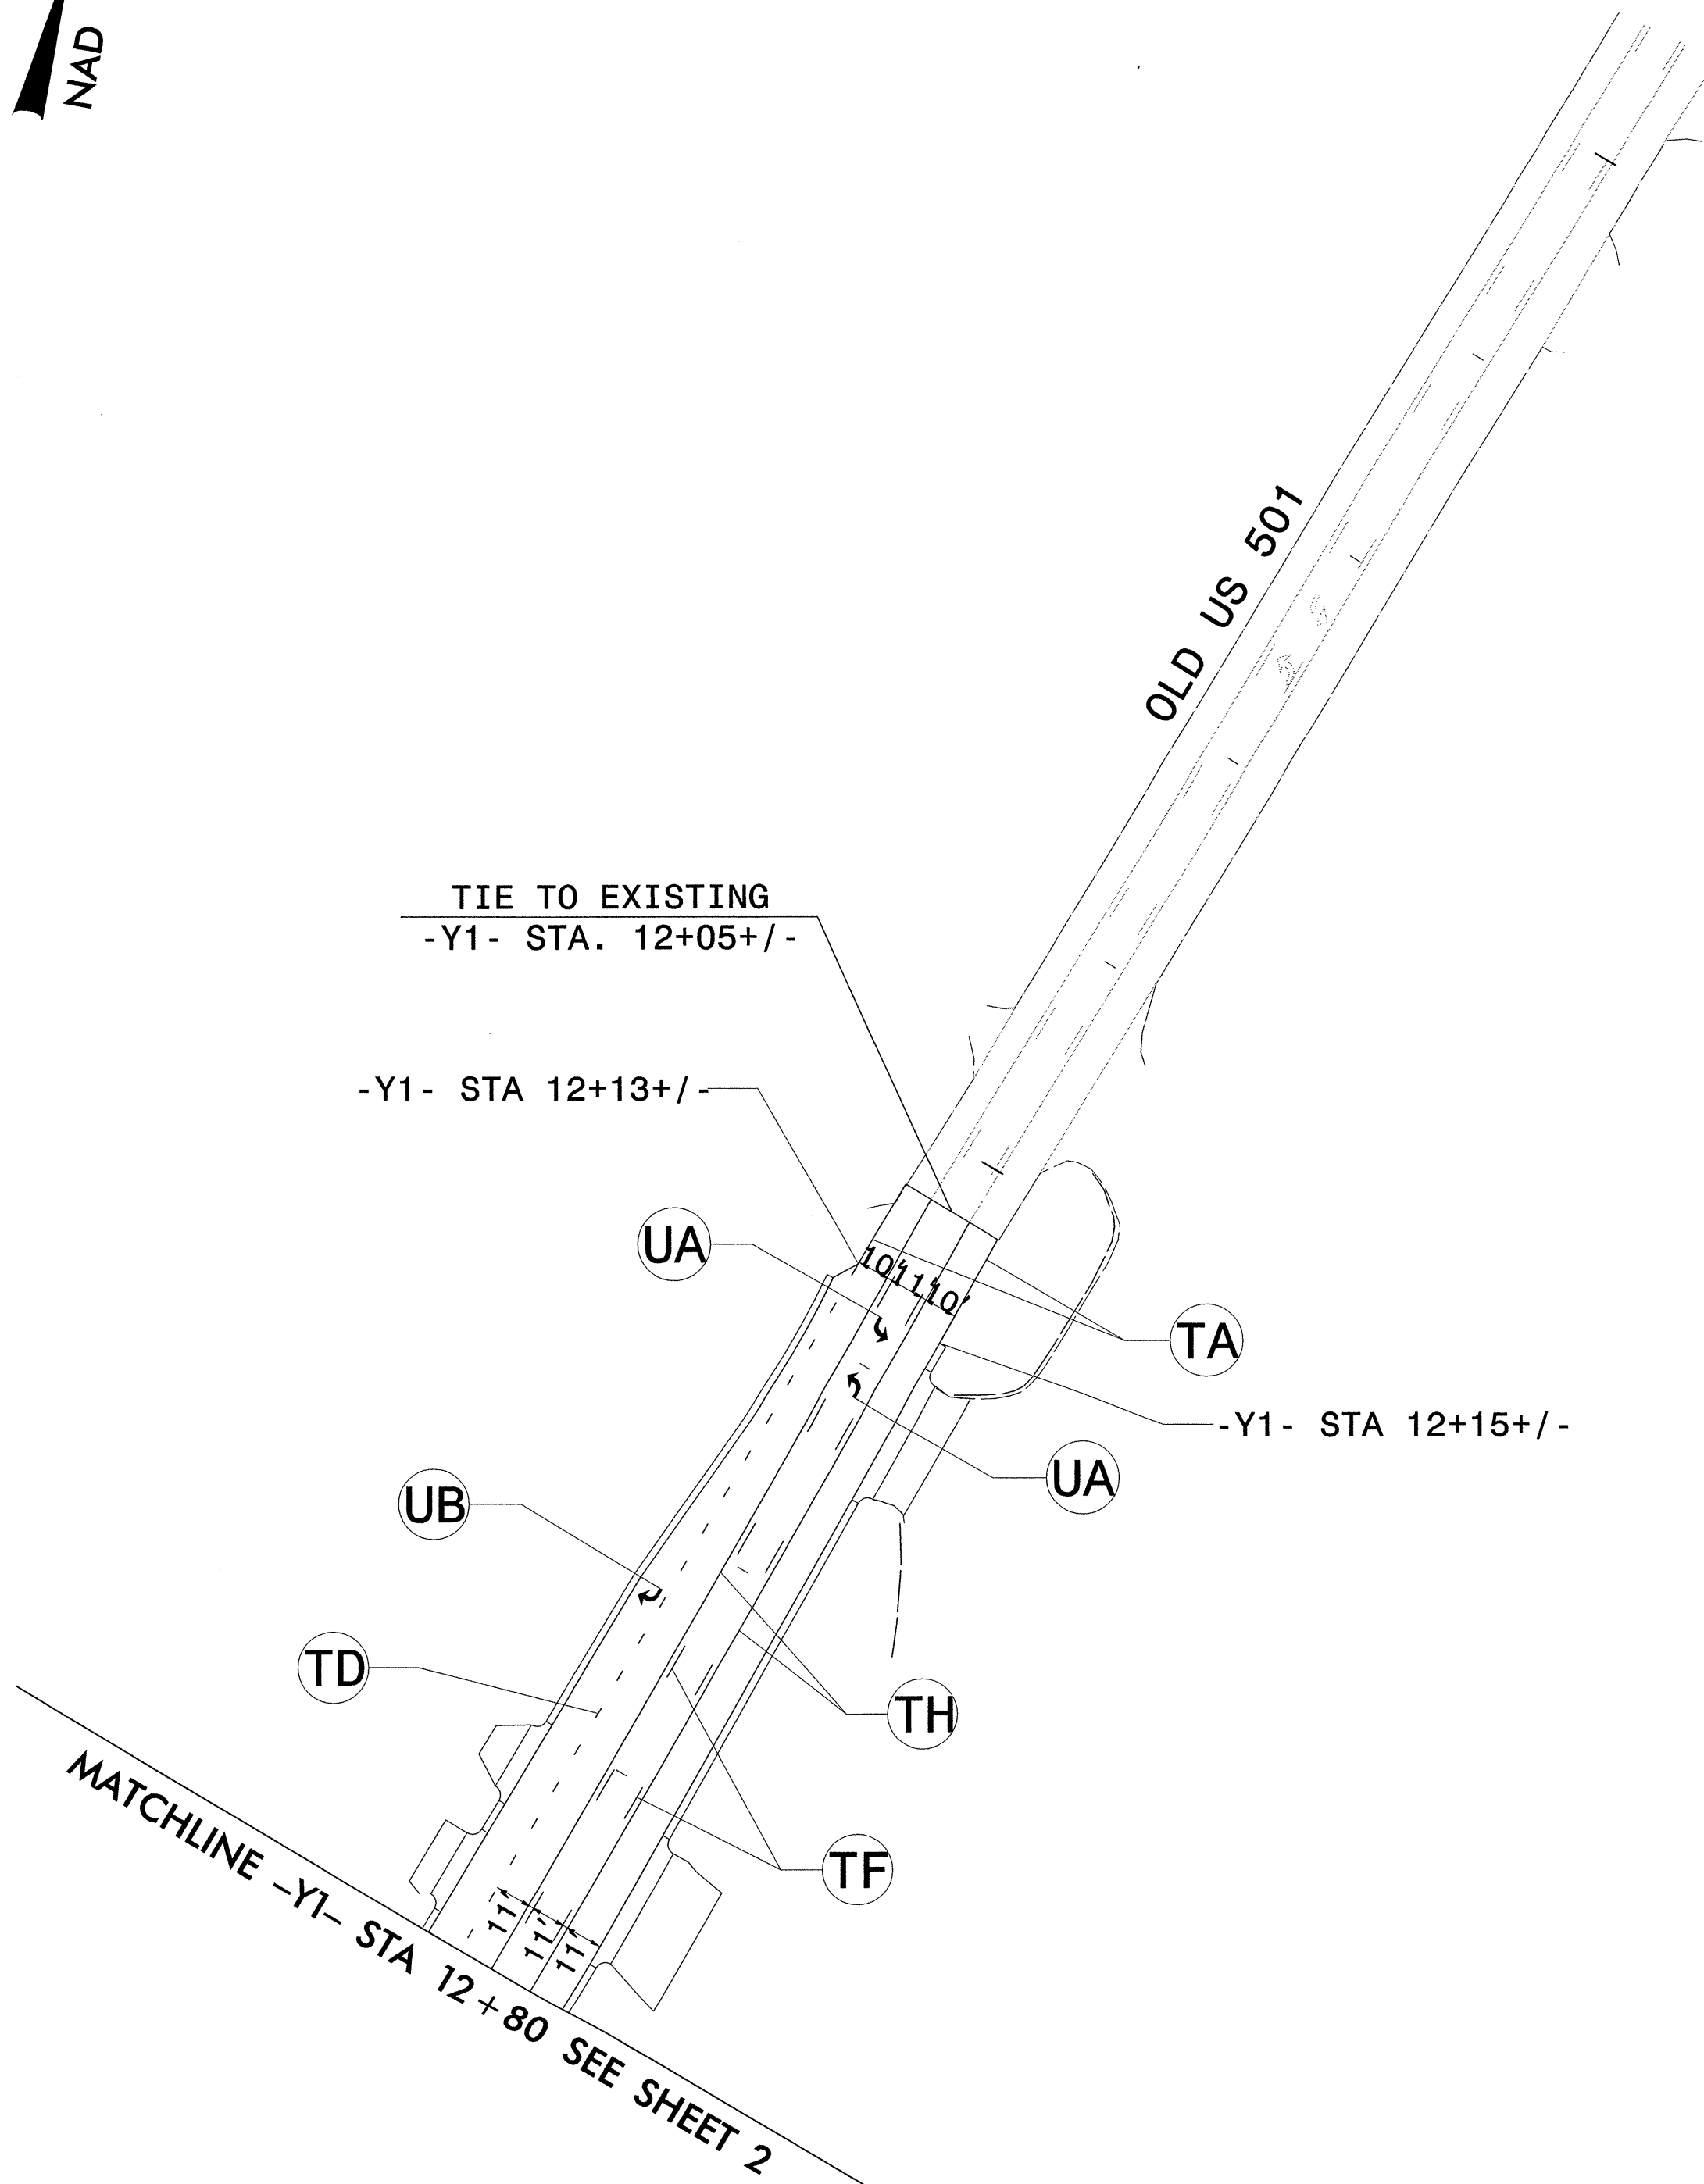 NAD
OLD US 501
TIE TO EXISTING
-Y1- STA. 12+05+/-
-Y1- STA 12+13+/-
UA
10' 11' 10'
TA
-Y1- STA 12+15+/-
UA
UB
TD
TH
TF
11' 11' 11'
MATCHLINE -Y1- STA 12+80 SEE SHEET 2